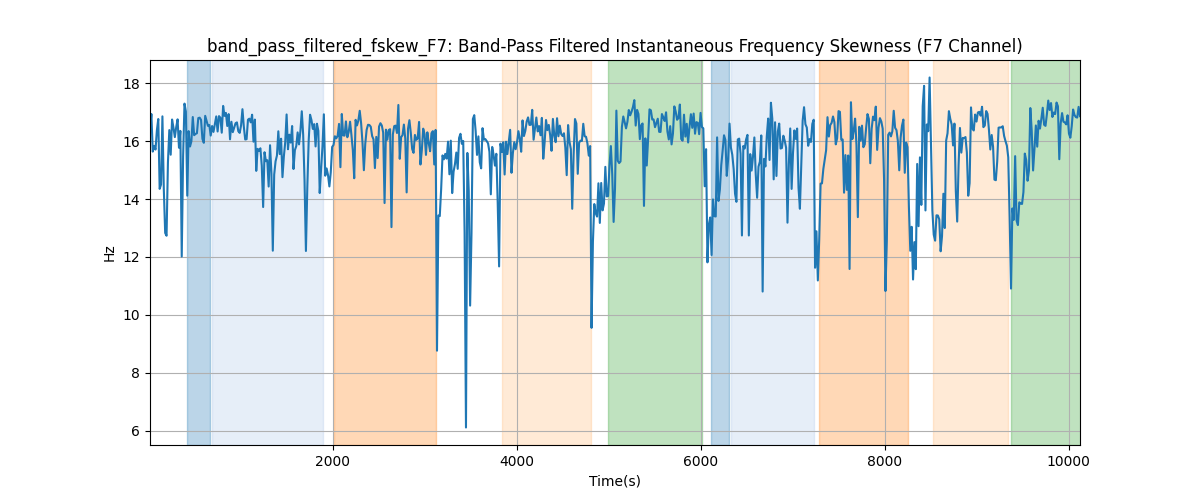 band_pass_filtered_fskew_F7: Band-Pass Filtered Instantaneous Frequency Skewness (F7 Channel)
18
16
14
12
10
8
6
Hz
2000 4000 6000 8000 10000
Time(s)